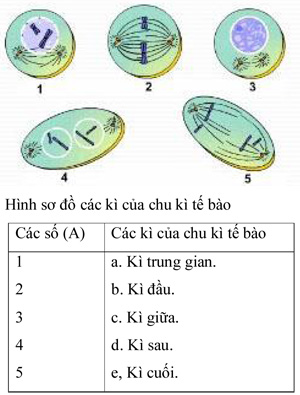 1
2
3
4
5
Hình sơ đồ các kì của chu kì tế bào
Các số (A) Các kì của chu kì tế bào
1 a. Kì trung gian.
2 b. Kì đầu.
3 c. Kì giữa.
4 d. Kì sau.
5 e, Kì cuối.